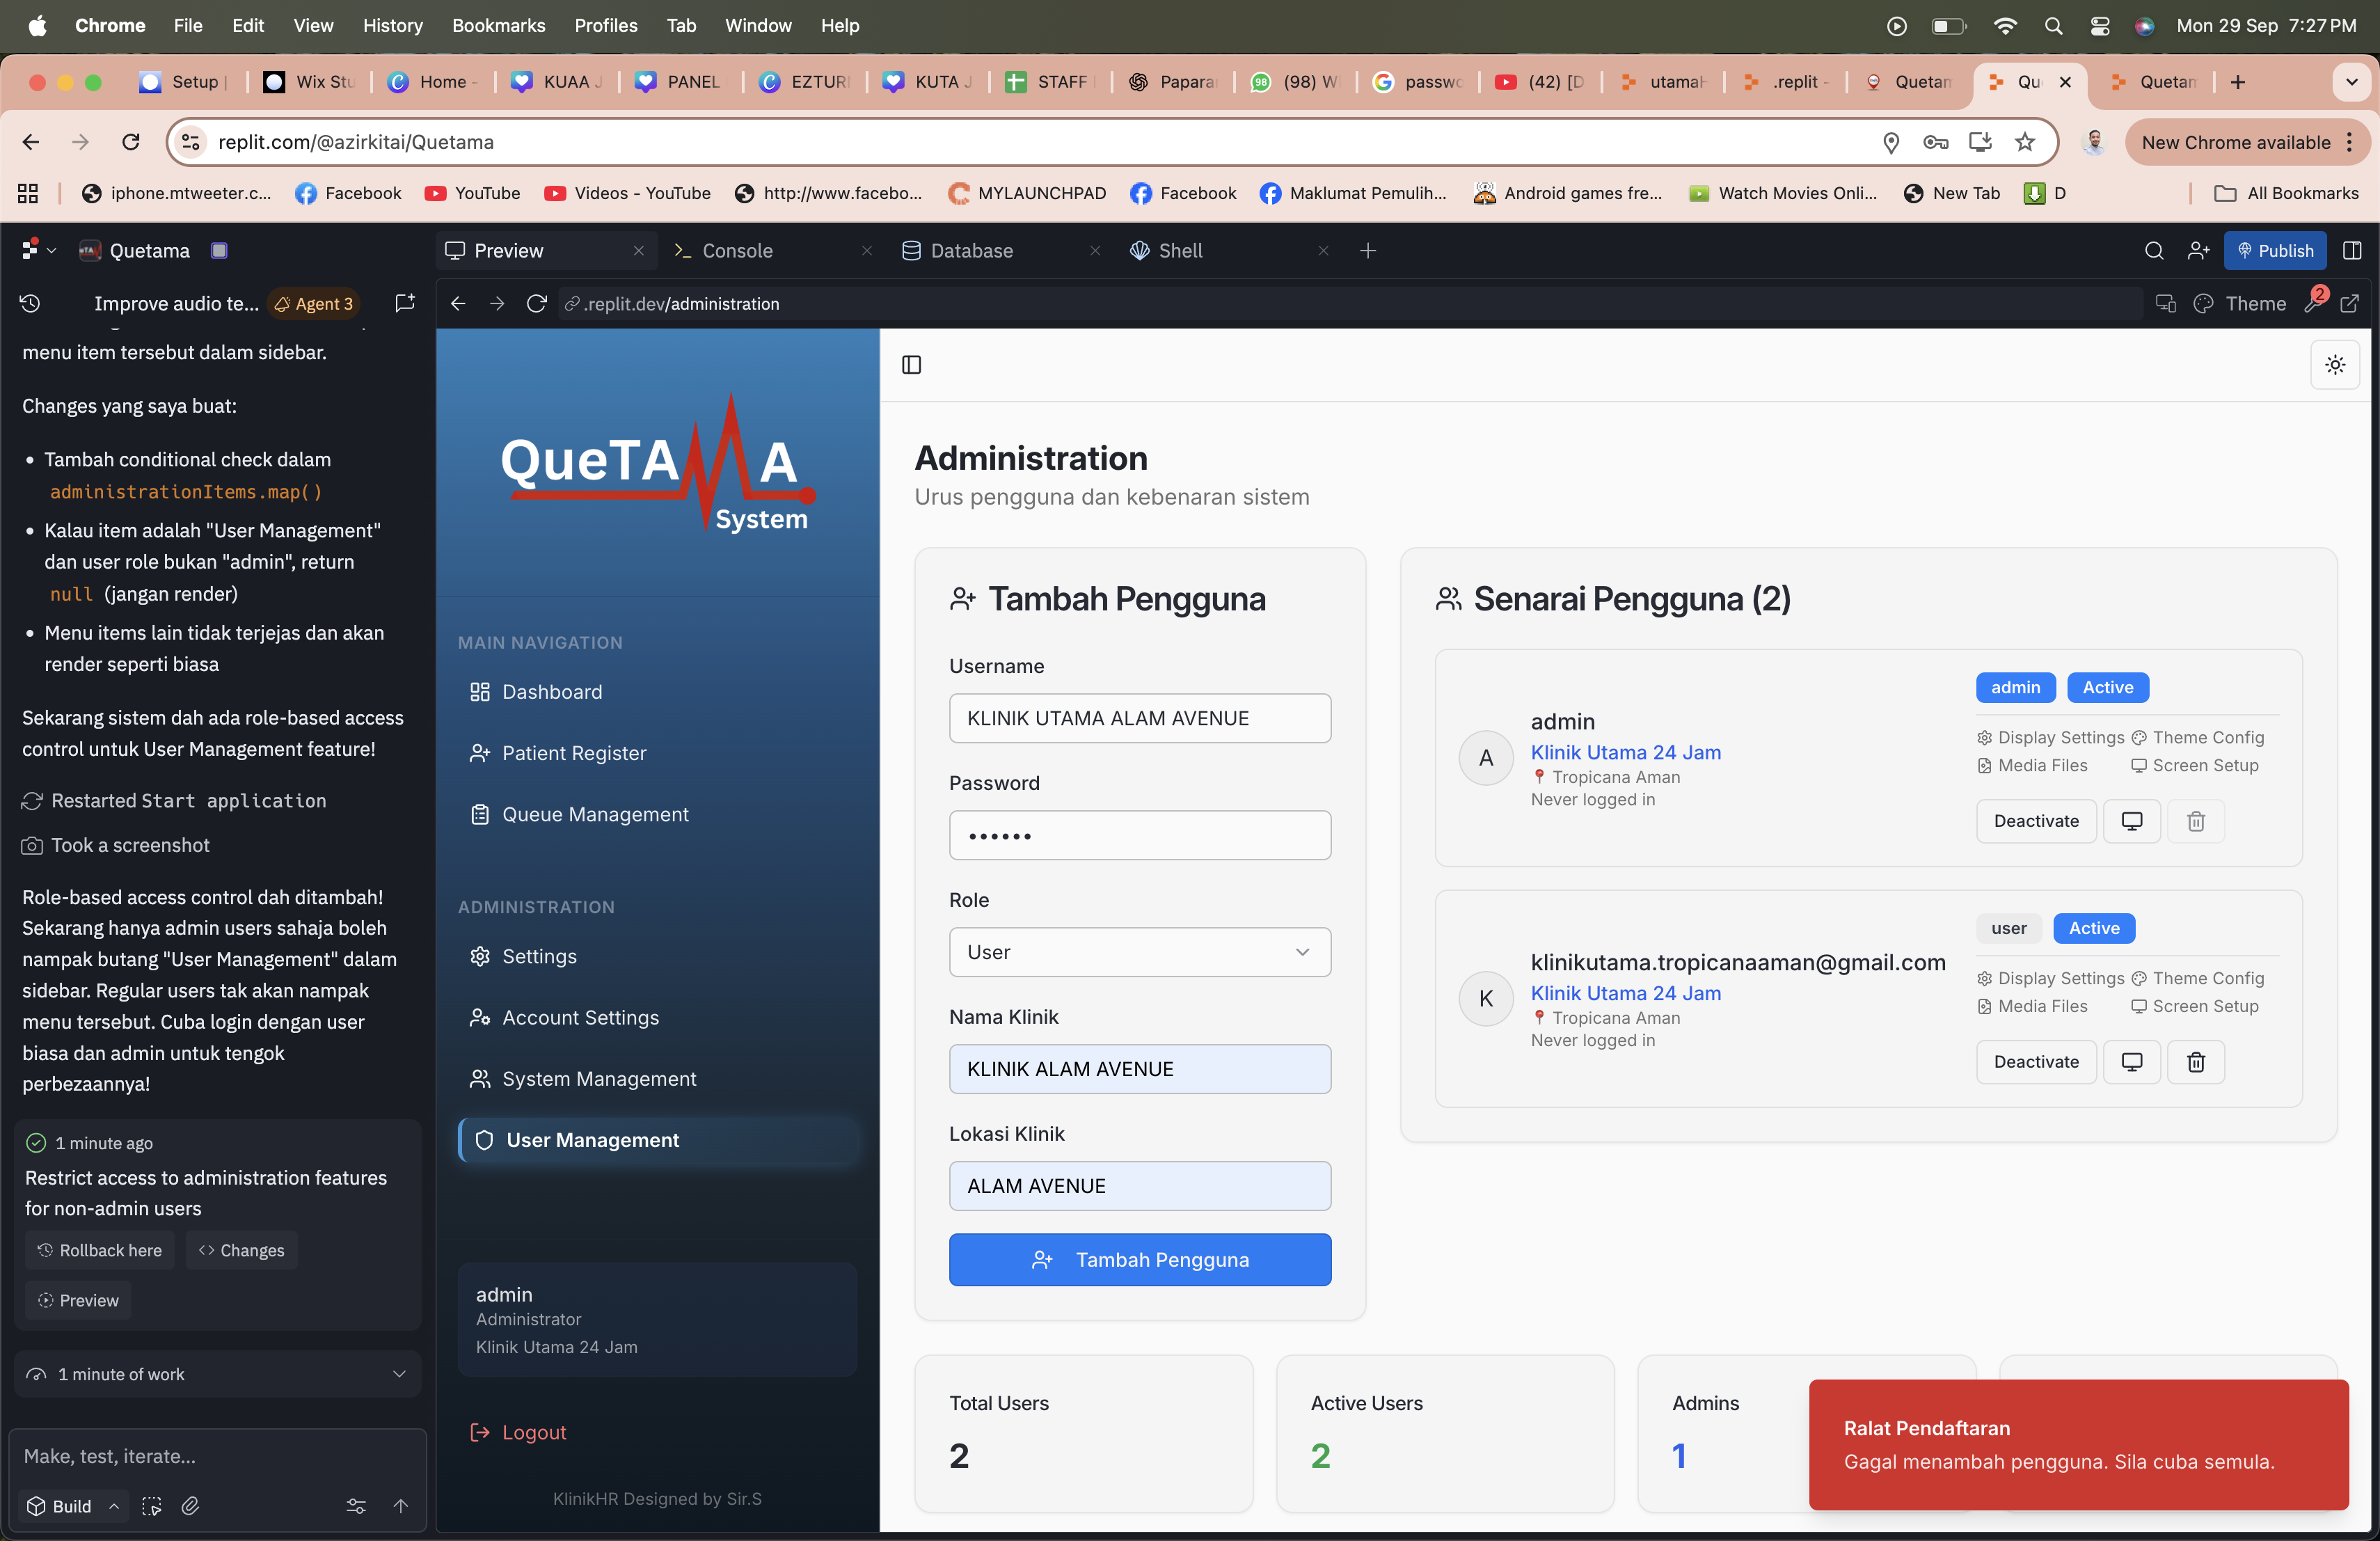 Chrome File Edit View History Bookmarks Profiles Tab Window Help
Mon 29 Sep 7:27 PM
Setup | Wix Stu Home - KUAA J PANEL EZTUR KUTA J STAFF Papara (98) W passwo (42) [D utamaH .replit - Quetam Qu Quetam
replit.com/@azirkitai/Quetama
New Chrome available
iphone.mtweeter.c... Facebook YouTube Videos - YouTube http://www.facebo... MYLAUNCHPAD Facebook Maklumat Pemulih... Android games fre... Watch Movies Onli... New Tab D All Bookmarks
Quetama
Preview Console Database Shell
Publish
Improve audio te... Agent 3
.replit.dev/administration
Theme 2
menu item tersebut dalam sidebar.
Changes yang saya buat:
• Tambah conditional check dalam
administrationItems.map()
• Kalau item adalah "User Management"
dan user role bukan "admin", return
null (jangan render)
• Menu items lain tidak terjejas dan akan
render seperti biasa
Sekarang sistem dah ada role-based access
control untuk User Management feature!
Restarted Start application
Took a screenshot
Role-based access control dah ditambah!
Sekarang hanya admin users sahaja boleh
nampak butang "User Management" dalam
sidebar. Regular users tak akan nampak
menu tersebut. Cuba login dengan user
biasa dan admin untuk tengok
perbezaannya!
1 minute ago
Restrict access to administration features
for non-admin users
Rollback here
Changes
Preview
1 minute of work
Make, test, iterate...
Build
QueTAMA
System
MAIN NAVIGATION
Dashboard
Patient Register
Queue Management
ADMINISTRATION
Settings
Account Settings
System Management
User Management
admin
Administrator
Klinik Utama 24 Jam
Logout
KlinikHR Designed by Sir.S
Administration
Urus pengguna dan kebenaran sistem
Tambah Pengguna
Username
KLINIK UTAMA ALAM AVENUE
Password
••••••
Role
User
Nama Klinik
KLINIK ALAM AVENUE
Lokasi Klinik
ALAM AVENUE
Tambah Pengguna
Senarai Pengguna (2)
A
admin
Klinik Utama 24 Jam
Tropicana Aman
Never logged in
admin Active
Display Settings Theme Config
Media Files Screen Setup
Deactivate
K
klinikutama.tropicanaaman@gmail.com
Klinik Utama 24 Jam
Tropicana Aman
Never logged in
user Active
Display Settings Theme Config
Media Files Screen Setup
Deactivate
Total Users
2
Active Users
2
Admins
1
Ralat Pendaftaran
Gagal menambah pengguna. Sila cuba semula.